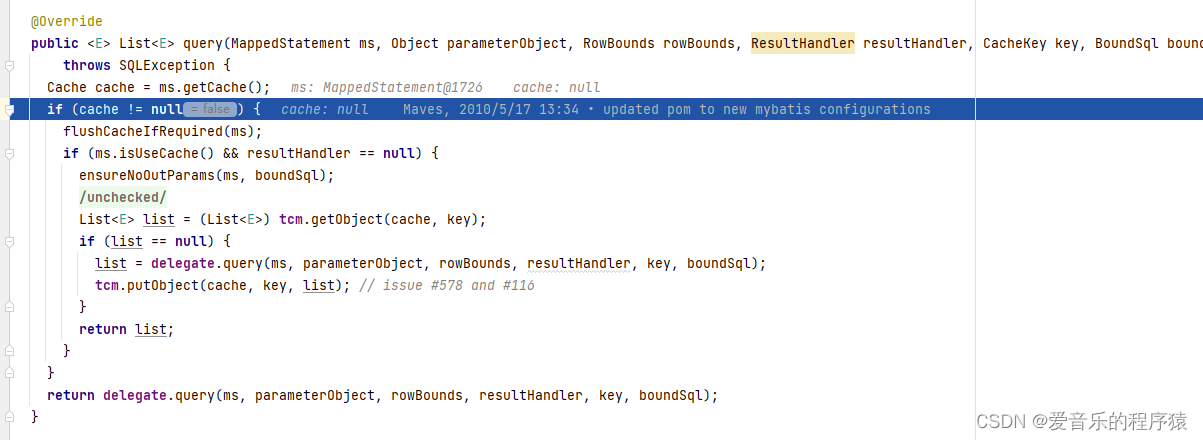 @Override
public <E> List<E> query(MappedStatement ms, Object parameterObject, RowBounds rowBounds, ResultHandler resultHandler, CacheKey key, BoundSql boun
throws SQLException {
Cache cache = ms.getCache(); ms: MappedStatement@1726 cache: null
if (cache != null = false ) { cache: null Maves, 2010/5/17 13:34 • updated pom to new mybatis configurations
flushCacheIfRequired(ms);
if (ms.isUseCache() && resultHandler == null) {
ensureNoOutParams(ms, boundSql);
/unchecked/
List<E> list = (List<E>) tcm.getObject(cache, key);
if (list == null) {
list = delegate.query(ms, parameterObject, rowBounds, resultHandler, key, boundSql);
tcm.putObject(cache, key, list); // issue #578 and #116
}
return list;
}
}
return delegate.query(ms, parameterObject, rowBounds, resultHandler, key, boundSql);
}
CSDN @爱音乐的程序猿